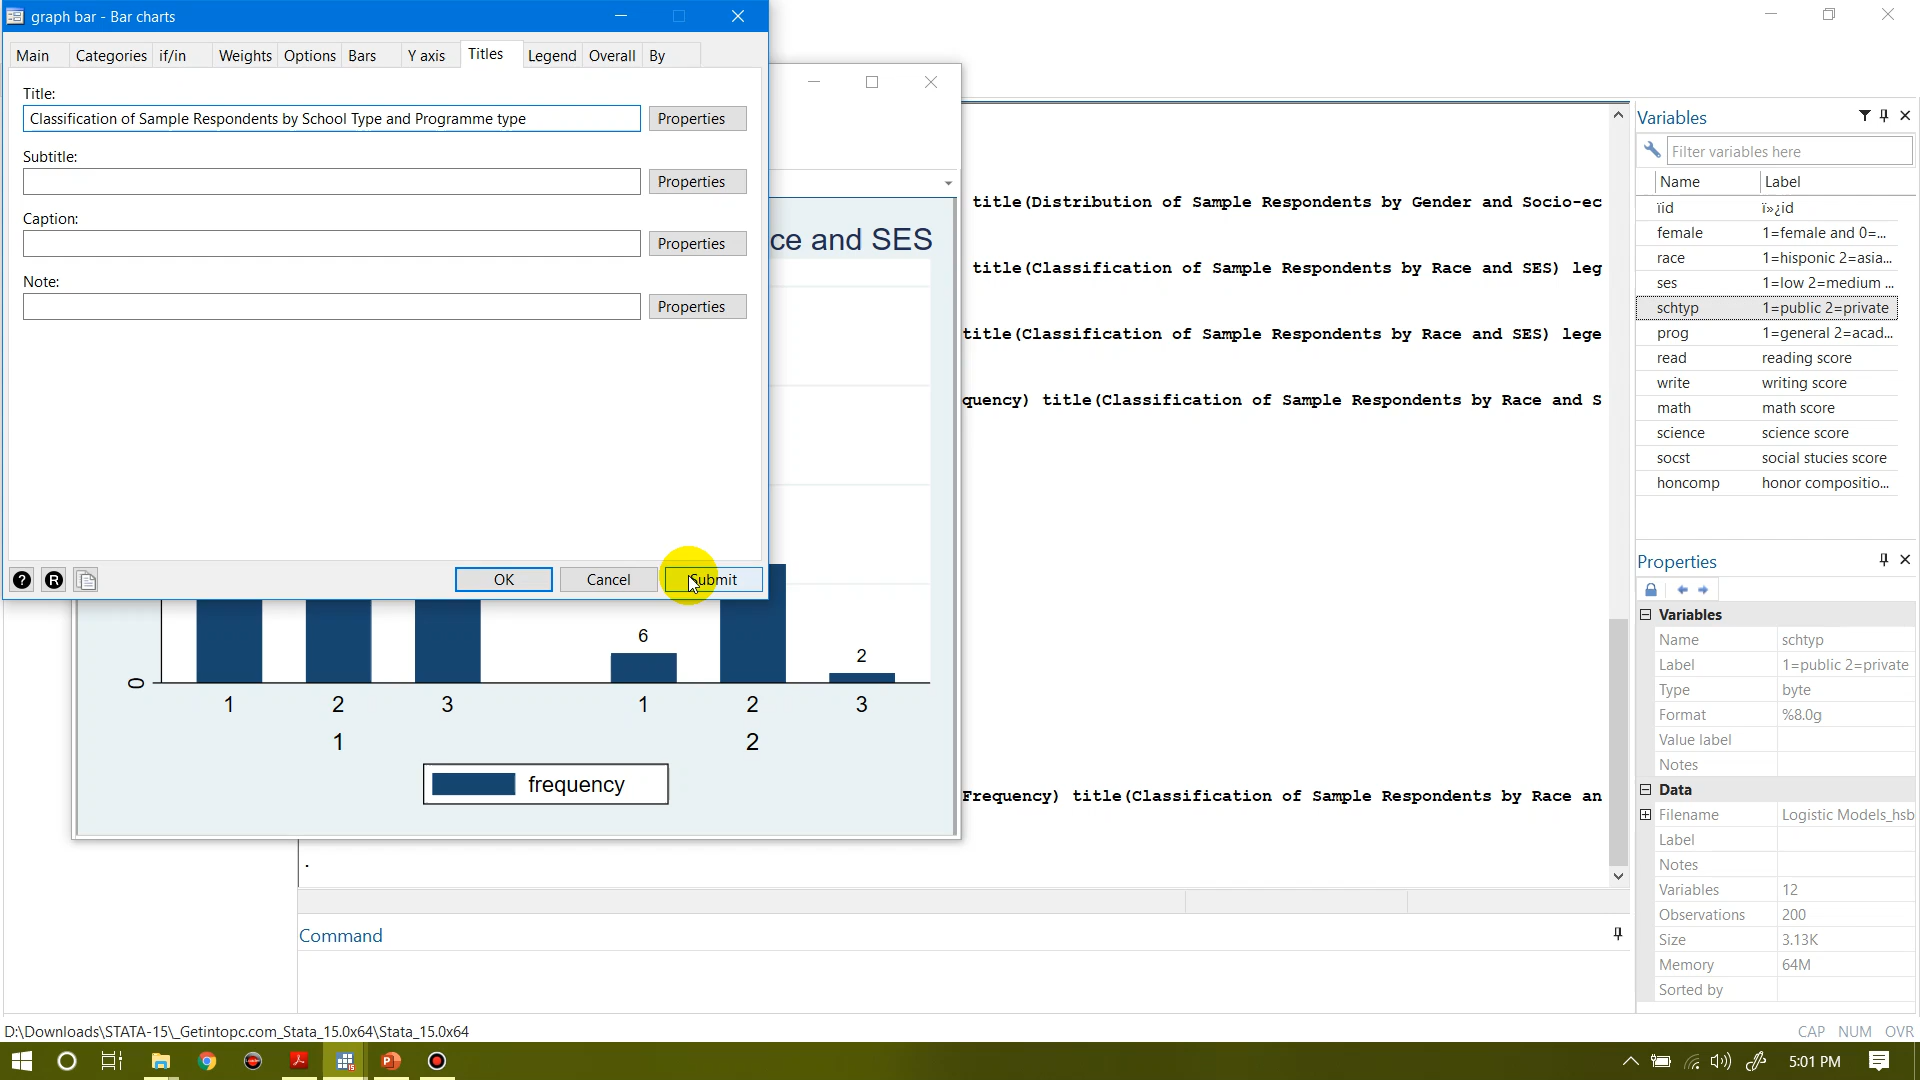 graph bar - Bar charts
Main Categories if/in Weights Options Bars Y axis Titles Legend Overall By
Title:
Classification of Sample Respondents by School Type and Programme type
Properties
Subtitle:
Properties
Caption:
Properties
Note:
Properties
OK Cancel Submit
ce and SES
6
2
0
1 2 3 1 2 3
1 2
frequency
title(Distribution of Sample Respondents by Gender and Socio-ec
title(Classification of Sample Respondents by Race and SES) leg
title(Classification of Sample Respondents by Race and SES) lege
quency) title(Classification of Sample Respondents by Race and S
Frequency) title(Classification of Sample Respondents by Race an
.
Command
Variables
Filter variables here
Name Label
ïid ï»¿id
female 1=female and 0=...
race 1=hisponic 2=asia...
ses 1=low 2=medium ...
schtyp 1=public 2=private
prog 1=general 2=acad...
read reading score
write writing score
math math score
science science score
socst social stucies score
honcomp honor compositio...
Properties
Variables
Name schtyp
Label 1=public 2=private
Type byte
Format %8.0g
Value label
Notes
Data
Filename Logistic Models_hsb
Label
Notes
Variables 12
Observations 200
Size 3.13K
Memory 64M
Sorted by
D:\Downloads\STATA-15\_Getintopc.com_Stata_15.0x64\Stata_15.0x64
CAP NUM OVR
5:01 PM